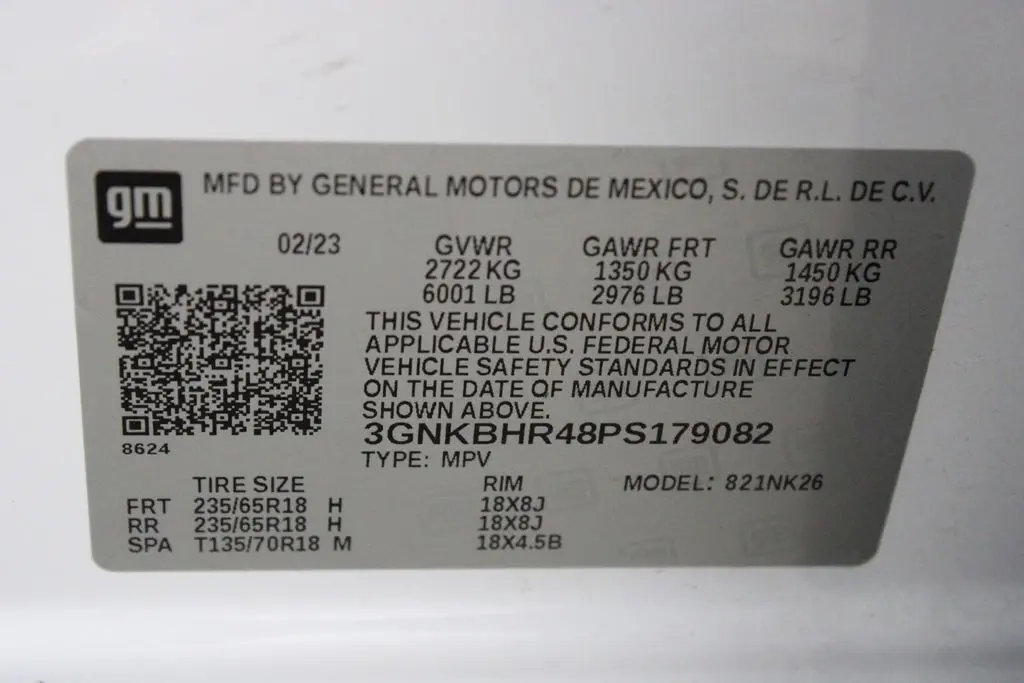 gm MFD BY GENERAL MOTORS DE MEXICO, S. DE R.L. DE C.V.
02/23 GVWR GAWR FRT GAWR RR
2722 KG 1350 KG 1450 KG
6001 LB 2976 LB 3196 LB
THIS VEHICLE CONFORMS TO ALL
APPLICABLE U.S. FEDERAL MOTOR
VEHICLE SAFETY STANDARDS IN EFFECT
ON THE DATE OF MANUFACTURE
SHOWN ABOVE.
3GNKBHR48PS179082
8624
TYPE: MPV
TIRE SIZE RIM MODEL: 821NK26
FRT 235/65R18 H 18X8J
RR 235/65R18 H 18X8J
SPA T135/70R18 M 18X4.5B